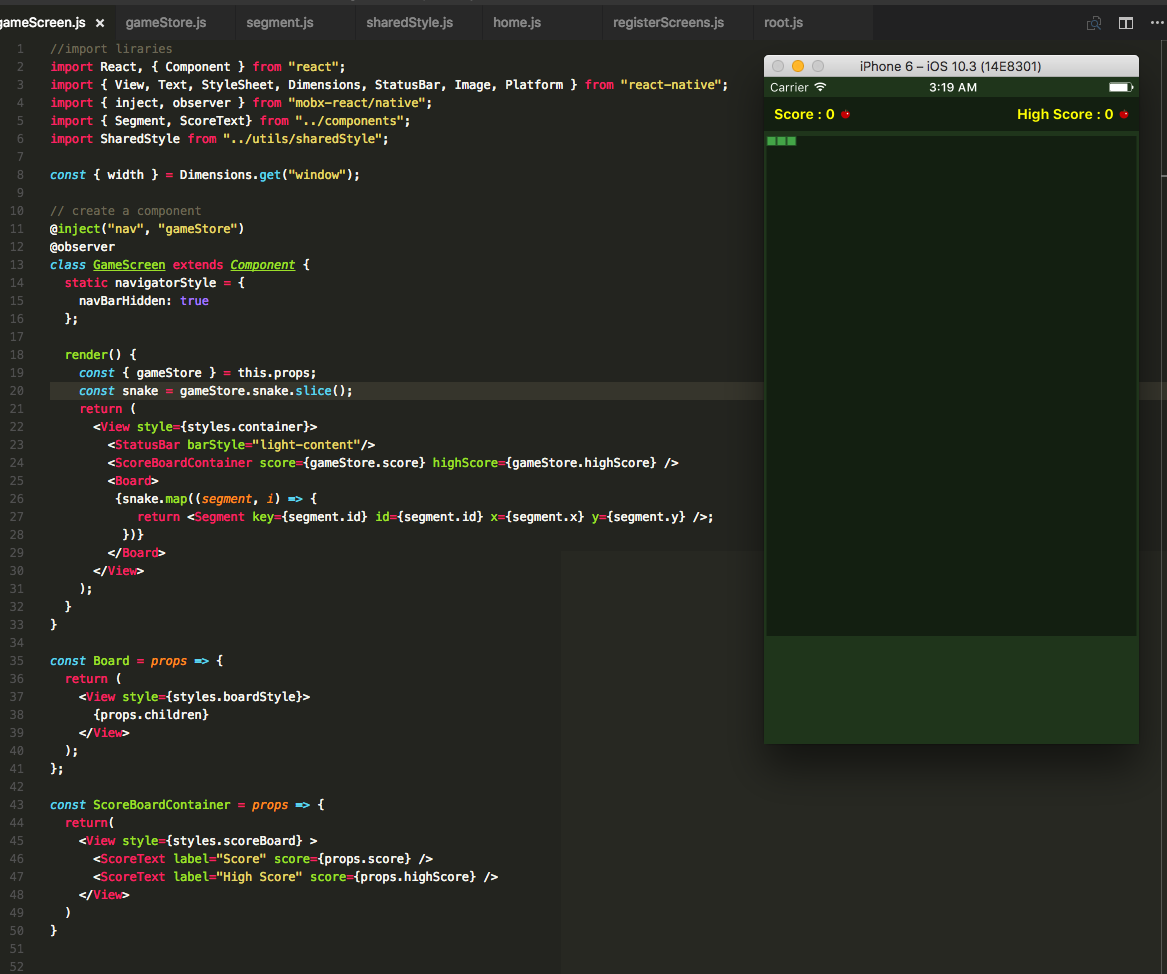 gameScreen.js × gameStore.js segment.js sharedStyle.js home.js registerScreens.js root.js
1 //import liraries
2 import React, { Component } from "react";
3 import { View, Text, StyleSheet, Dimensions, StatusBar, Image, Platform } from "react-native";
4 import { inject, observer } from "mobx-react/native";
5 import { Segment, ScoreText} from "../components";
6 import SharedStyle from "../utils/sharedStyle";
7
8 const { width } = Dimensions.get("window");
9
10 // create a component
11 @inject("nav", "gameStore")
12 @observer
13 class GameScreen extends Component {
14 static navigatorStyle = {
15 navBarHidden: true
16 };
17
18 render() {
19 const { gameStore } = this.props;
20 const snake = gameStore.snake.slice();
21 return (
22 <View style={styles.container}>
23 <StatusBar barStyle="light-content"/>
24 <ScoreBoardContainer score={gameStore.score} highScore={gameStore.highScore} />
25 <Board>
26 {snake.map((segment, i) => {
27 return <Segment key={segment.id} id={segment.id} x={segment.x} y={segment.y} />;
28 })}
29 </Board>
30 </View>
31 );
32 }
33 }
34
35 const Board = props => {
36 return (
37 <View style={styles.boardStyle}>
38 {props.children}
39 </View>
40 );
41 };
42
43 const ScoreBoardContainer = props => {
44 return(
45 <View style={styles.scoreBoard} >
46 <ScoreText label="Score" score={props.score} />
47 <ScoreText label="High Score" score={props.highScore} />
48 </View>
49 )
50 }
51
52
iPhone 6 – iOS 10.3 (14E8301)
Carrier 3:19 AM
Score : 0 High Score : 0